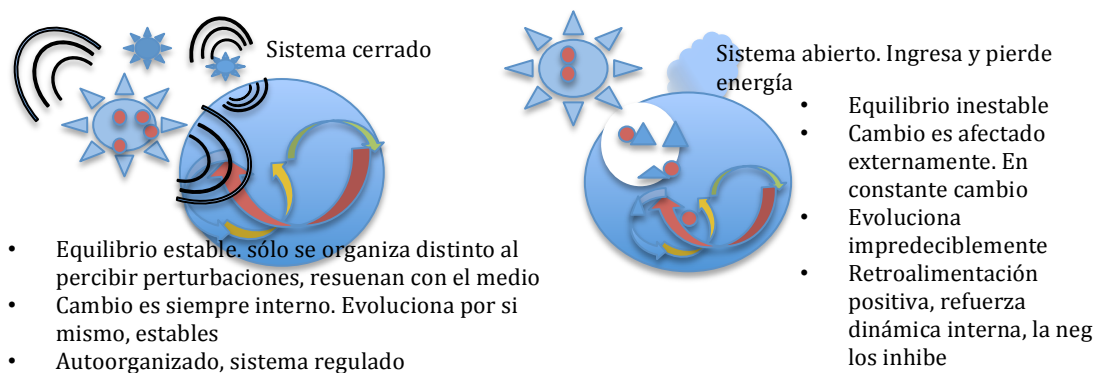 Sistema cerrado
• Equilibrio estable. sólo se organiza distinto al
percibir perturbaciones, resuenan con el medio
• Cambio es siempre interno. Evoluciona por si
mismo, estables
• Autoorganizado, sistema regulado
Sistema abierto. Ingresa y pierde
energía
• Equilibrio inestable
• Cambio es afectado
externamente. En
constante cambio
• Evoluciona
impredeciblemente
• Retroalimentación
positiva, refuerza
dinámica interna, la neg
los inhibe